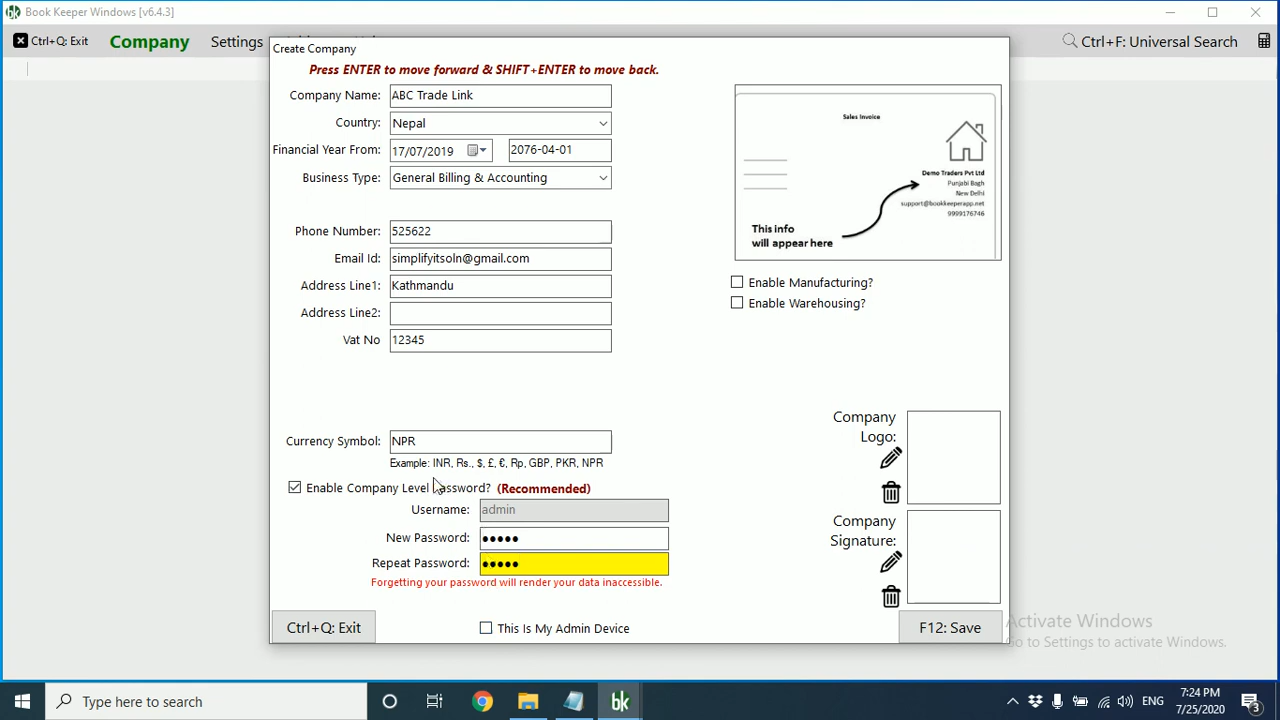 Book Keeper Windows [v6.4.3]
Ctrl+Q: Exit
Company
Settings
Ctrl+F: Universal Search
Create Company
Press ENTER to move forward & SHIFT+ENTER to move back.
Company Name: ABC Trade Link
Country: Nepal
Financial Year From: 17/07/2019 2076-04-01
Business Type: General Billing & Accounting
Phone Number: 525622
Email Id: simplifyitsoln@gmail.com
Address Line1: Kathmandu
Address Line2:
Vat No 12345
Currency Symbol: NPR
Example: INR, Rs., $, £, €, Rp, GBP, PKR, NPR
Enable Company Level Password? (Recommended)
Username: admin
New Password: •••••
Repeat Password: •••••
Forgetting your password will render your data inaccessible.
Ctrl+Q: Exit
This Is My Admin Device
F12: Save
Sales Invoice
Demo Traders Pvt Ltd
Punjabi Bagh
New Delhi
support@bookkeeperapp.net
9999176746
This info
will appear here
Enable Manufacturing?
Enable Warehousing?
Company
Logo:
Company
Signature:
Activate Windows
Go to Settings to activate Windows.
bk
Type here to search
ENG
7:24 PM
7/25/2020
3